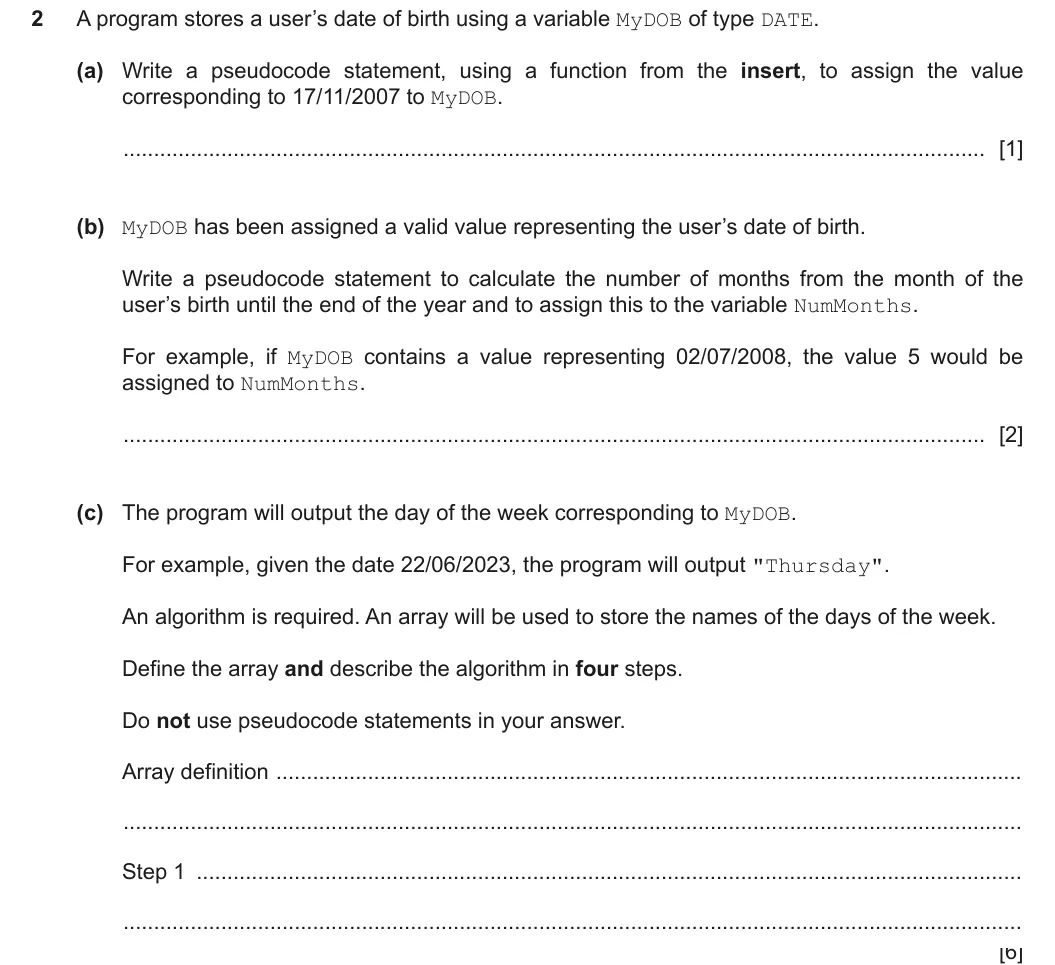 2 A program stores a user’s date of birth using a variable MyDOB of type DATE.
(a) Write a pseudocode statement, using a function from the insert, to assign the value
corresponding to 17/11/2007 to MyDOB.
................................................................................................................................................ [1]
(b) MyDOB has been assigned a valid value representing the user’s date of birth.
Write a pseudocode statement to calculate the number of months from the month of the
user’s birth until the end of the year and to assign this to the variable NumMonths.
For example, if MyDOB contains a value representing 02/07/2008, the value 5 would be
assigned to NumMonths.
................................................................................................................................................ [2]
(c) The program will output the day of the week corresponding to MyDOB.
For example, given the date 22/06/2023, the program will output "Thursday".
An algorithm is required. An array will be used to store the names of the days of the week.
Define the array and describe the algorithm in four steps.
Do not use pseudocode statements in your answer.
Array definition ............................................................................................................................
......................................................................................................................................................
Step 1 ..........................................................................................................................................
......................................................................................................................................................